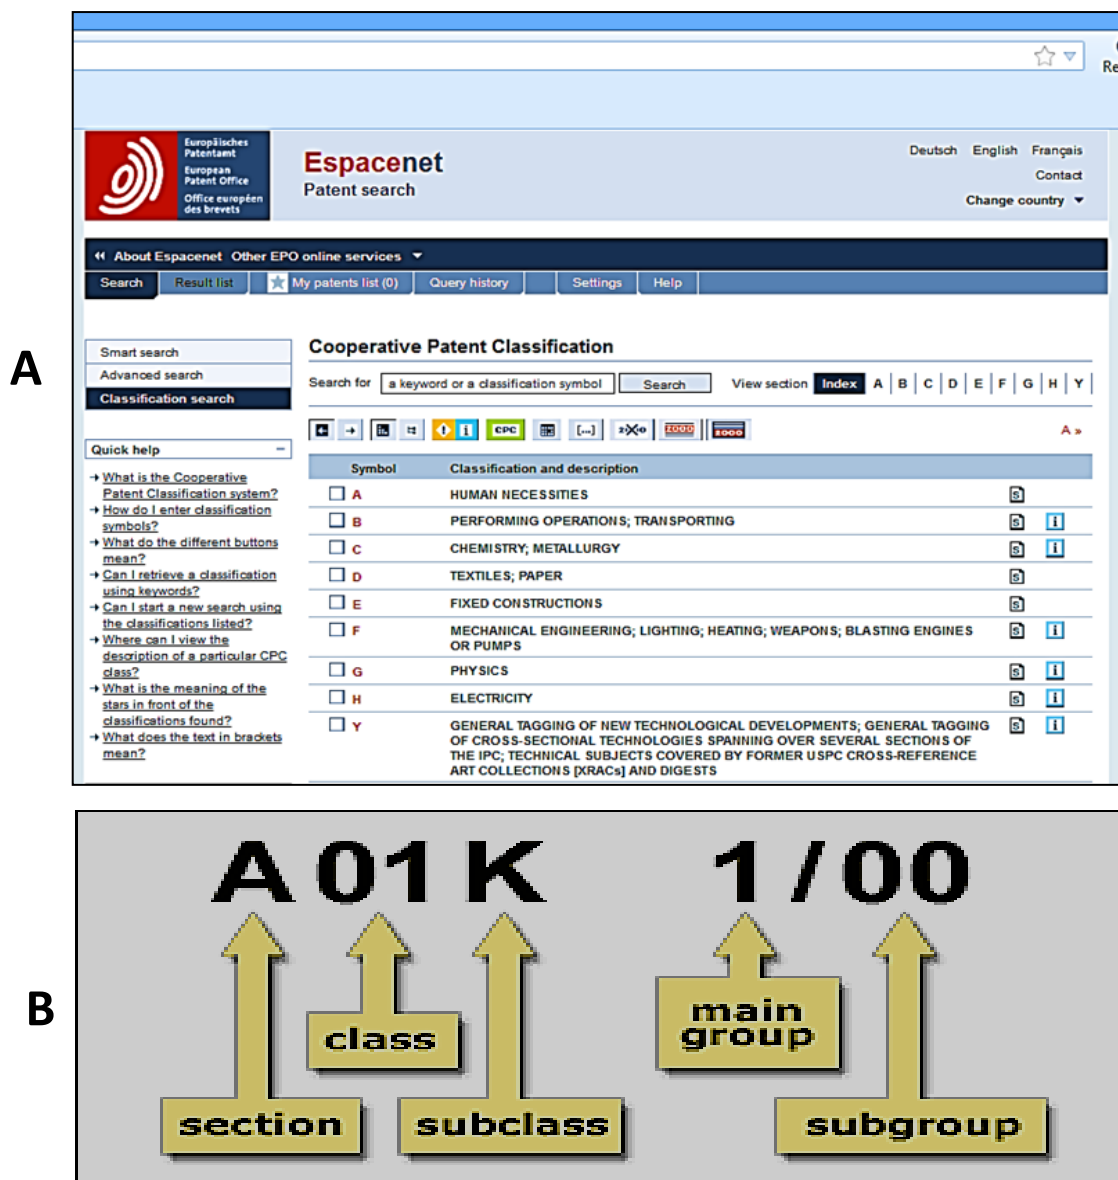 Re
Europäisches
Patentamt
European
Patent Office
Office européen
des brevets
Espacenet
Patent search
Deutsch English Français
Contact
Change country
About Espacenet Other EPO online services
Search Result list My patents list (0) Query history Settings Help
A
Smart search
Advanced search
Classification search
Quick help
What is the Cooperative
Patent Classification system?
How do I enter classification
symbols?
What do the different buttons
mean?
Can I retrieve a classification
using keywords?
Can I start a new search using
the classifications listed?
Where can I view the
description of a particular CPC
class?
What is the meaning of the
stars in front of the
classifications found?
What does the text in brackets
mean?
Cooperative Patent Classification
Search for a keyword or a classification symbol Search View section Index A B C D E F G H Y
! i CPC [...] 2000 2000 A »
Symbol Classification and description
A HUMAN NECESSITIES S
B PERFORMING OPERATIONS; TRANSPORTING S i
C CHEMISTRY; METALLURGY S i
D TEXTILES; PAPER S
E FIXED CONSTRUCTIONS S
F MECHANICAL ENGINEERING; LIGHTING; HEATING; WEAPONS; BLASTING ENGINES S i
OR PUMPS
G PHYSICS S i
H ELECTRICITY S i
Y GENERAL TAGGING OF NEW TECHNOLOGICAL DEVELOPMENTS; GENERAL TAGGING S i
OF CROSS-SECTIONAL TECHNOLOGIES SPANNING OVER SEVERAL SECTIONS OF
THE IPC; TECHNICAL SUBJECTS COVERED BY FORMER USPC CROSS-REFERENCE
ART COLLECTIONS [XRACs] AND DIGESTS
B
A 01 K 1/00
main
group
class
section subclass subgroup